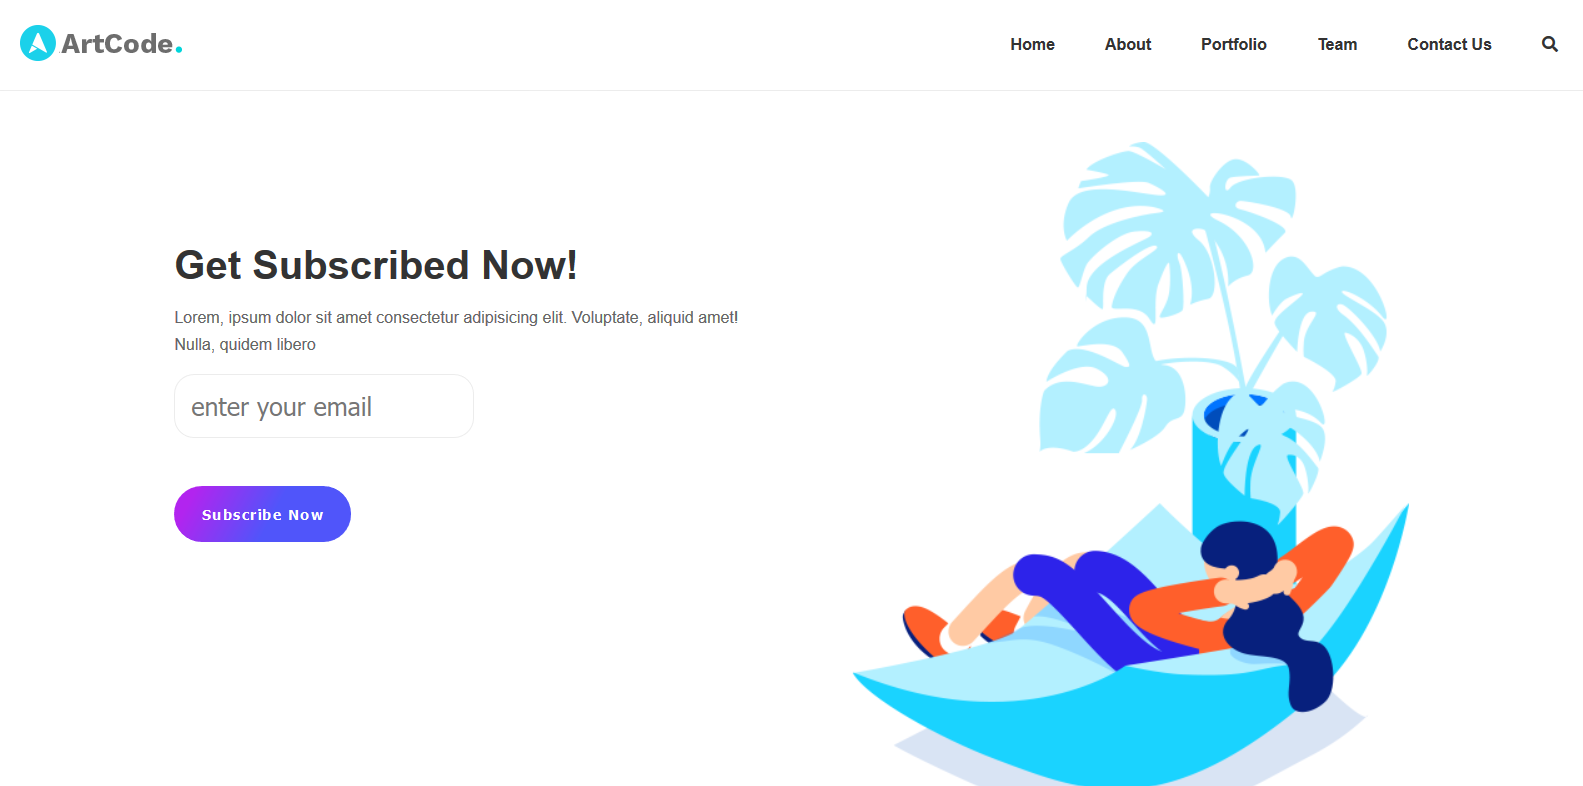 ArtCode.
Home About Portfolio Team Contact Us
Get Subscribed Now!
Lorem, ipsum dolor sit amet consectetur adipisicing elit. Voluptate, aliquid amet!
Nulla, quidem libero
enter your email
Subscribe Now